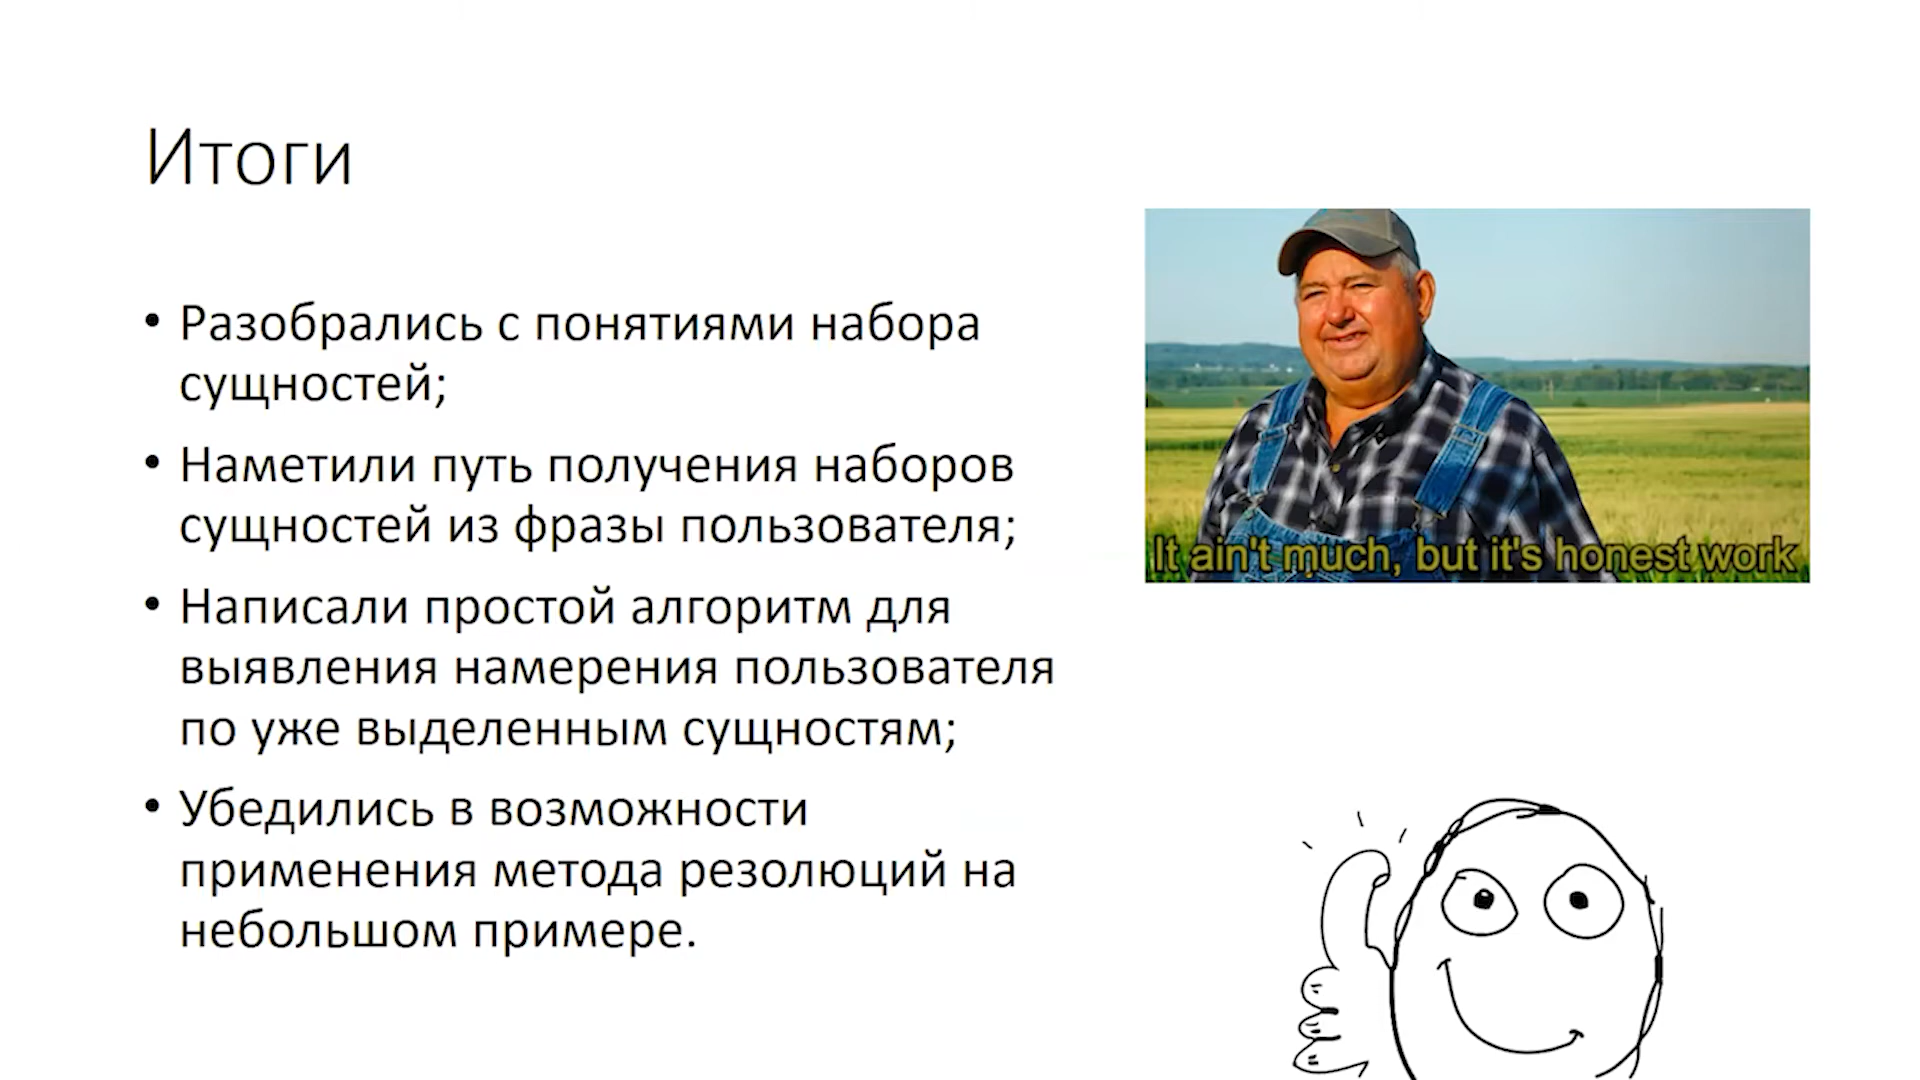 Итоги
• Разобрались с понятиями набора
сущностей;
• Наметили путь получения наборов
сущностей из фразы пользователя;
• Написали простой алгоритм для
выявления намерения пользователя
по уже выделенным сущностям;
• Убедились в возможности
применения метода резолюций на
небольшом примере.
It ain't much, but it's honest work